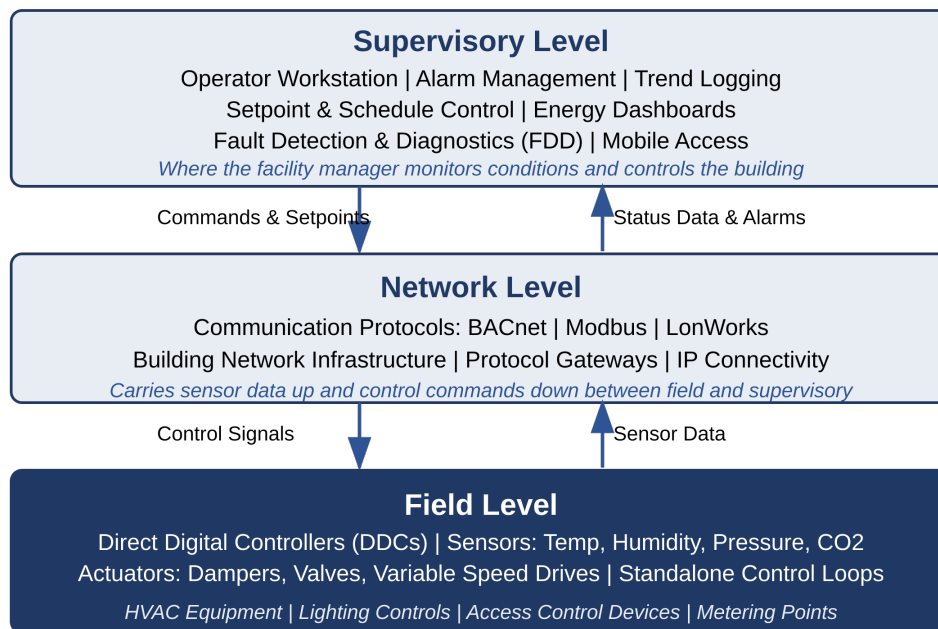 Supervisory Level
Operator Workstation | Alarm Management | Trend Logging
Setpoint & Schedule Control | Energy Dashboards
Fault Detection & Diagnostics (FDD) | Mobile Access
Where the facility manager monitors conditions and controls the building
Commands & Setpoints
Status Data & Alarms
Network Level
Communication Protocols: BACnet | Modbus | LonWorks
Building Network Infrastructure | Protocol Gateways | IP Connectivity
Carries sensor data up and control commands down between field and supervisory
Control Signals
Sensor Data
Field Level
Direct Digital Controllers (DDCs) | Sensors: Temp, Humidity, Pressure, CO2
Actuators: Dampers, Valves, Variable Speed Drives | Standalone Control Loops
HVAC Equipment | Lighting Controls | Access Control Devices | Metering Points